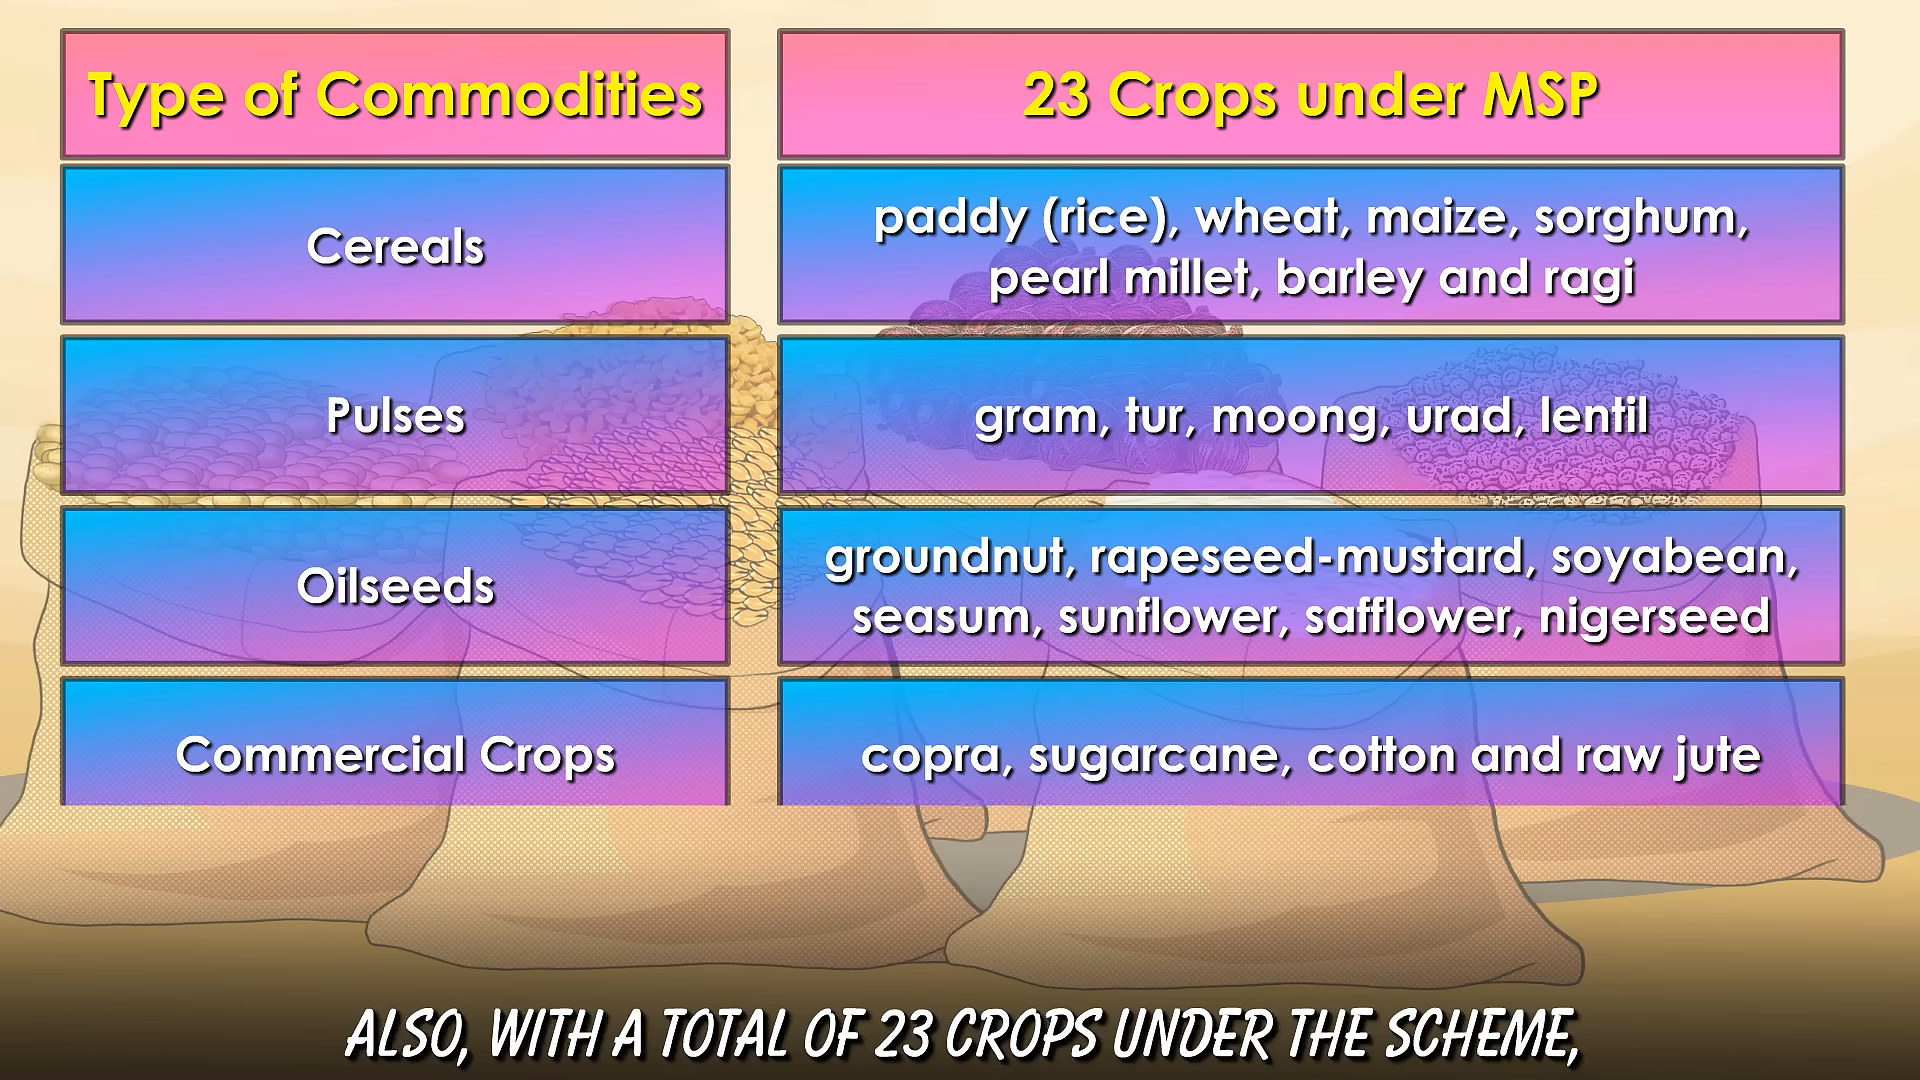 Type of Commodities
23 Crops under MSP
Cereals
paddy (rice), wheat, maize, sorghum,
pearl millet, barley and ragi
Pulses
gram, tur, moong, urad, lentil
Oilseeds
groundnut, rapeseed-mustard, soyabean,
seasum, sunflower, safflower, nigerseed
Commercial Crops
copra, sugarcane, cotton and raw jute
ALSO, WITH A TOTAL OF 23 CROPS UNDER THE SCHEME,